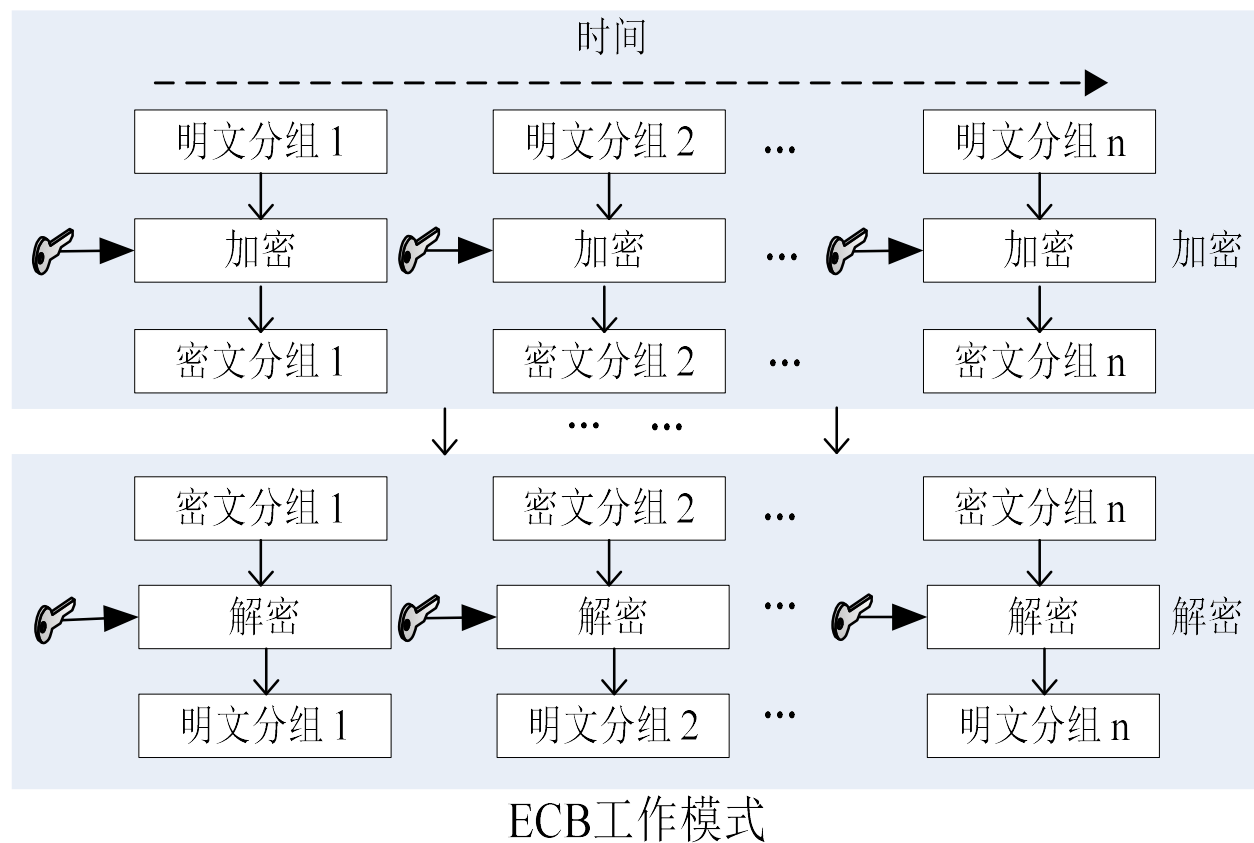 时间
明文分组 1 明文分组 2 ... 明文分组 n
加密 加密 ... 加密 加密
密文分组 1 密文分组 2 ... 密文分组 n
... ...
密文分组 1 密文分组 2 ... 密文分组 n
解密 解密 ... 解密 解密
明文分组 1 明文分组 2 ... 明文分组 n
ECB工作模式